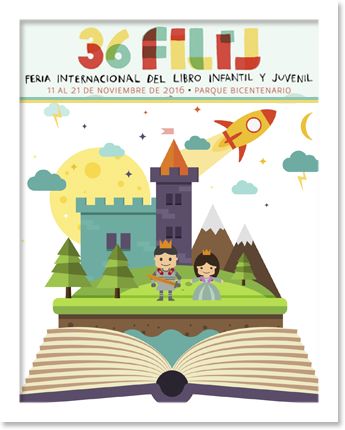 36 FILIJ
FERIA INTERNACIONAL DEL LIBRO INFANTIL Y JUVENIL
11 AL 21 DE NOVIEMBRE DE 2016 • PARQUE BICENTENARIO